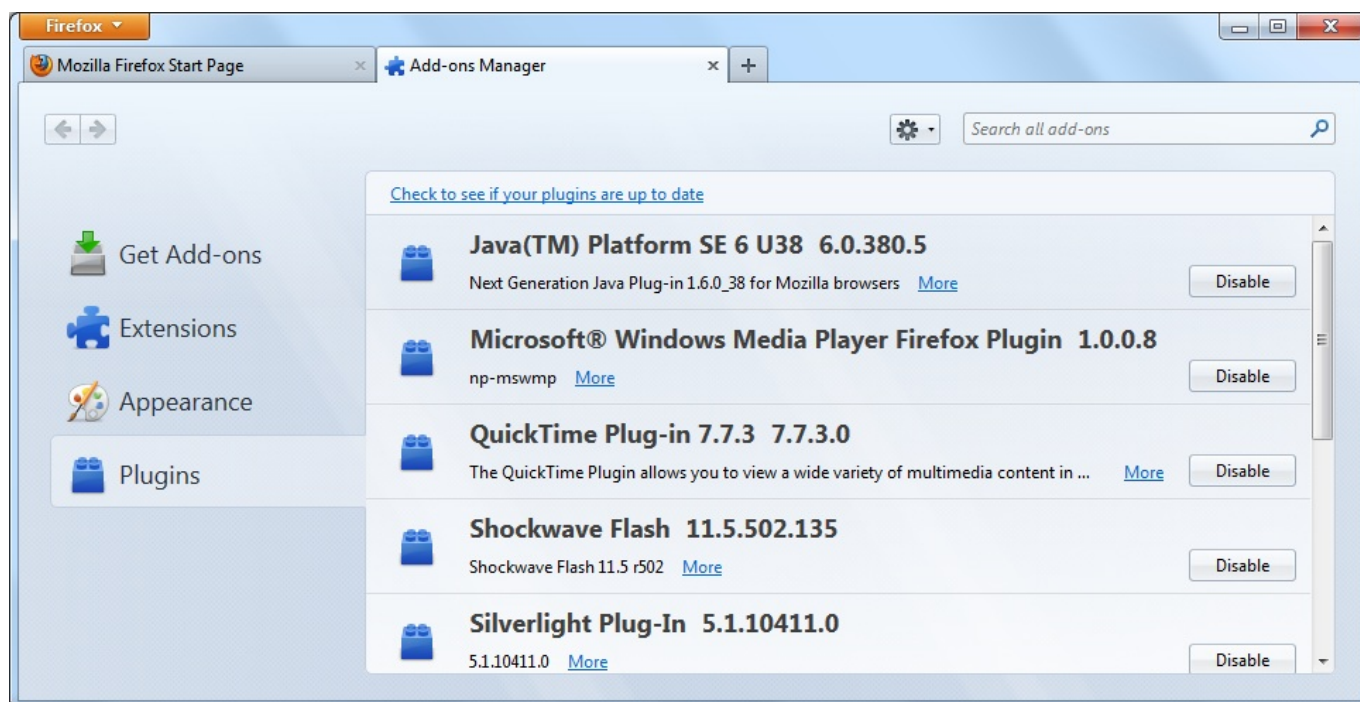 Firefox
Mozilla Firefox Start Page
Add-ons Manager
Search all add-ons
Check to see if your plugins are up to date
Get Add-ons
Extensions
Appearance
Plugins
Java(TM) Platform SE 6 U38 6.0.380.5
Next Generation Java Plug-in 1.6.0_38 for Mozilla browsers More
Disable
Microsoft® Windows Media Player Firefox Plugin 1.0.0.8
np-mswmp More
Disable
QuickTime Plug-in 7.7.3 7.7.3.0
The QuickTime Plugin allows you to view a wide variety of multimedia content in ... More
Disable
Shockwave Flash 11.5.502.135
Shockwave Flash 11.5 r502 More
Disable
Silverlight Plug-In 5.1.10411.0
5.1.10411.0 More
Disable